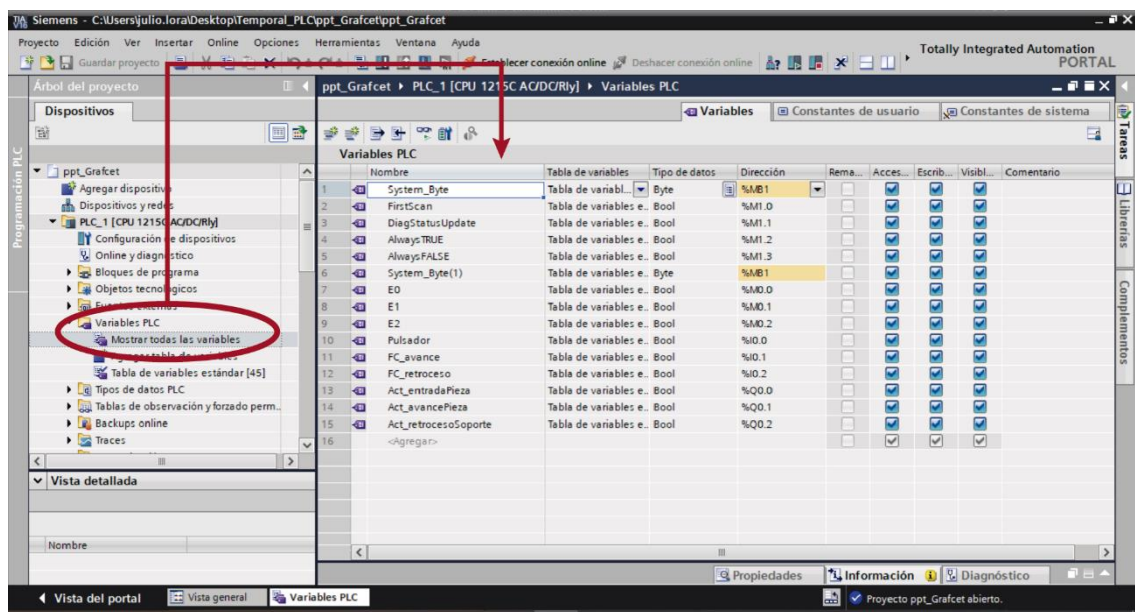 Siemens - C:\Users\julio.lora\Desktop\Temporal_PLC\ppt_Grafcet\ppt_Grafcet
Proyecto Edición Ver Insertar Online Opciones Herramientas Ventana Ayuda
Totally Integrated Automation
PORTAL
Guardar proyecto Establecer conexión online Deshacer conexión online
Árbol del proyecto
ppt_Grafcet PLC_1 [CPU 1215C AC/DC/Rly] Variables PLC
Dispositivos
Variables Constantes de usuario Constantes de sistema
Programación PLC
ppt_Grafcet
Agregar dispositivo
Dispositivos y redes
PLC_1 [CPU 1215C AC/DC/Rly]
Configuración de dispositivos
Online y diagnóstico
Bloques de programa
Objetos tecnológicos
Variables PLC
Mostrar todas las variables
Tabla de variables estándar [45]
Tipos de datos PLC
Tablas de observación y forzado perm..
Backups online
Traces
Vista detallada
Nombre
Variables PLC
Nombre Tabla de variables Tipo de datos Dirección Rema... Acces... Escrib... Visibl... Comentario
1 System_Byte Tabla de variabl... Byte %MB1
2 FirstScan Tabla de variables e.. Bool %M1.0
3 DiagStatusUpdate Tabla de variables e.. Bool %M1.1
4 AlwaysTRUE Tabla de variables e.. Bool %M1.2
5 AlwaysFALSE Tabla de variables e.. Bool %M1.3
6 System_Byte(1) Tabla de variables e.. Byte %MB1
7 E0 Tabla de variables e.. Bool %M0.0
8 E1 Tabla de variables e.. Bool %M0.1
9 E2 Tabla de variables e.. Bool %M0.2
10 Pulsador Tabla de variables e.. Bool %I0.0
11 FC_avance Tabla de variables e.. Bool %I0.1
12 FC_retroceso Tabla de variables e.. Bool %I0.2
13 Act_entradaPieza Tabla de variables e.. Bool %Q0.0
14 Act_avancePieza Tabla de variables e.. Bool %Q0.1
15 Act_retrocesoSoporte Tabla de variables e.. Bool %Q0.2
16 <Agregar>
Tareas
Librerías
Complementos
Propiedades Información Diagnóstico
Vista del portal Vista general Variables PLC Proyecto ppt_Grafcet abierto.